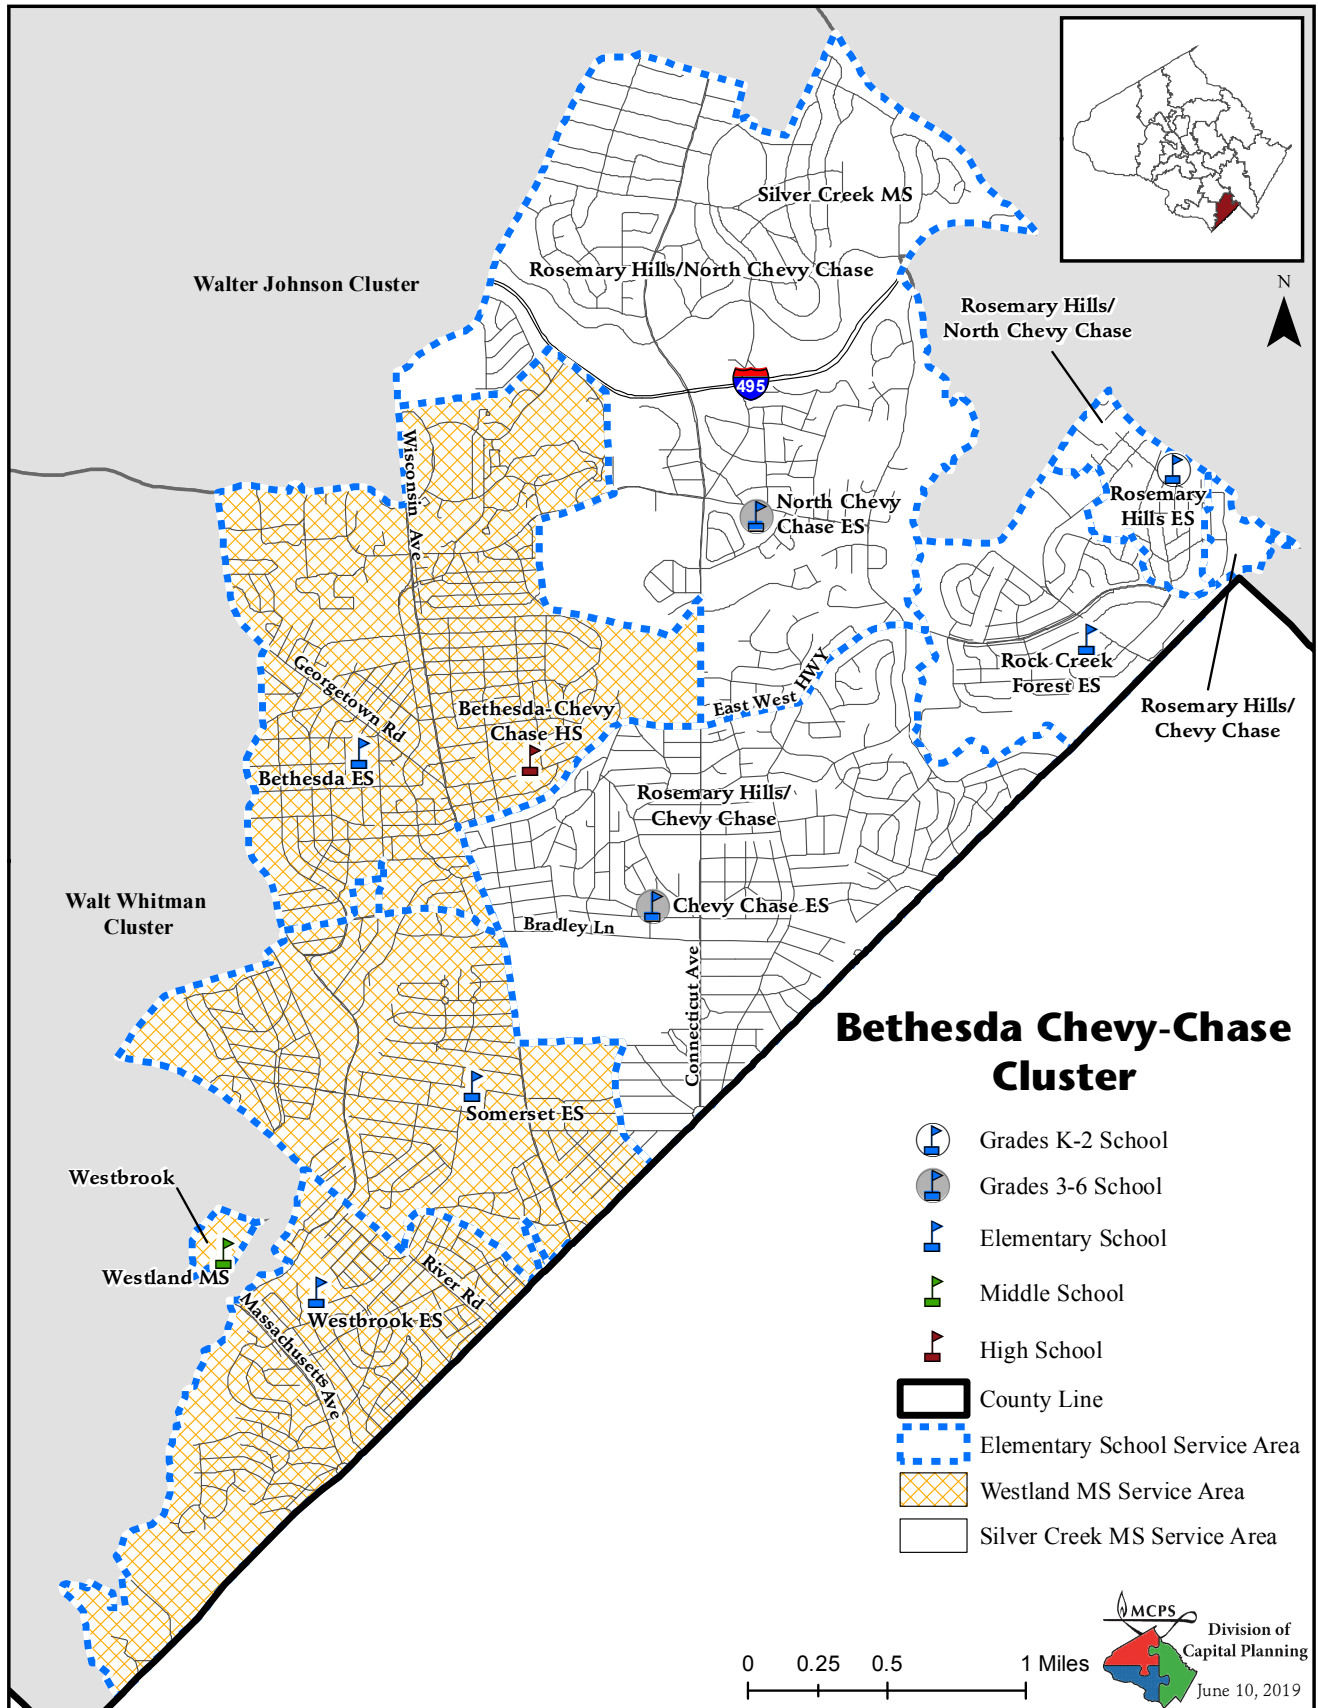 Silver Creek MS
Rosemary Hills/North Chevy Chase
Walter Johnson Cluster
N
Rosemary Hills/
North Chevy Chase
495
Wisconsin Ave
North Chevy
Chase ES
Rosemary
Hills ES
Georgetown Rd
Rock Creek
Forest ES
East West HWY
Bethesda-Chevy
Chase HS
Rosemary Hills/
Chevy Chase
Bethesda ES
Rosemary Hills/
Chevy Chase
Walt Whitman
Cluster
Chevy Chase ES
Bradley Ln
Connecticut Ave
Somerset ES
Westbrook
Westland MS
River Rd
Westbrook ES
Massachusetts Ave
Bethesda Chevy-Chase
Cluster
Grades K-2 School
Grades 3-6 School
Elementary School
Middle School
High School
County Line
Elementary School Service Area
Westland MS Service Area
Silver Creek MS Service Area
0 0.25 0.5 1 Miles
MCPS
Division of
Capital Planning
June 10, 2019